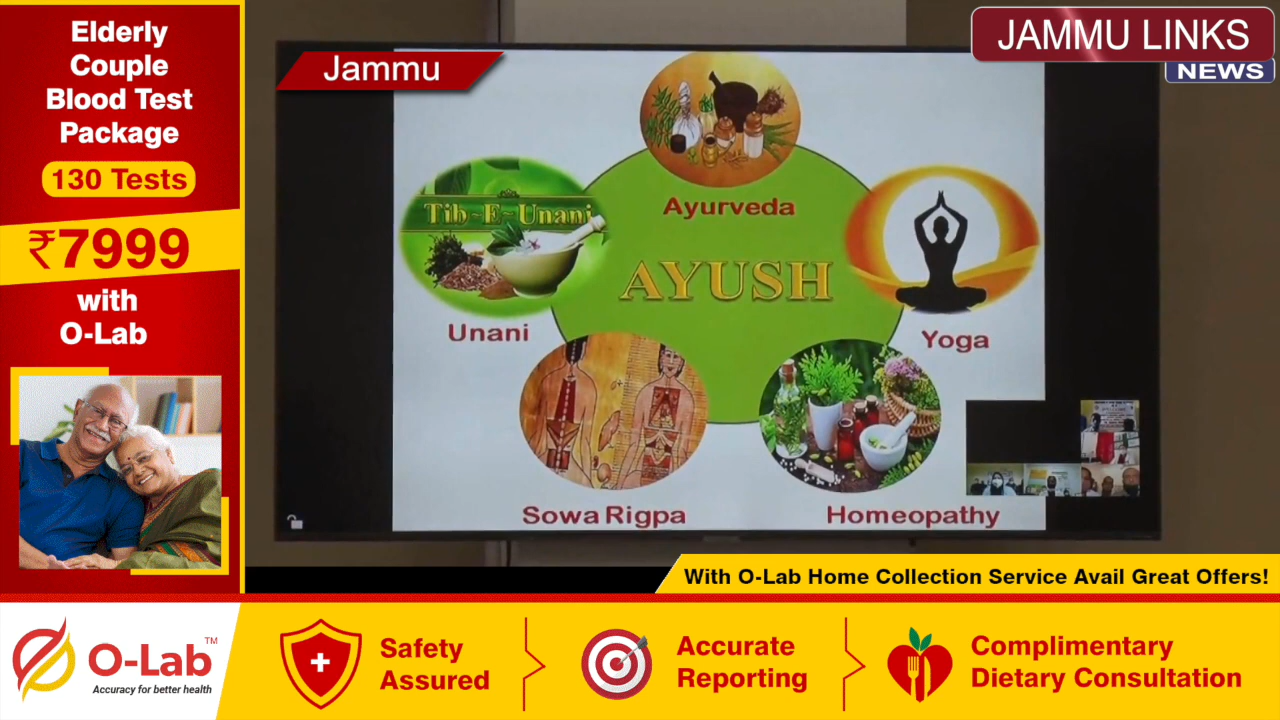 Elderly
Couple
Blood Test
Package
130 Tests
₹7999
with
O-Lab
Jammu
JAMMU LINKS
NEWS
Ayurveda
Tib-E-Unani
AYUSH
Unani
Yoga
Sowa Rigpa
Homeopathy
With O-Lab Home Collection Service Avail Great Offers!
O-Lab™
Accuracy for better health
Safety
Assured
Accurate
Reporting
Complimentary
Dietary Consultation